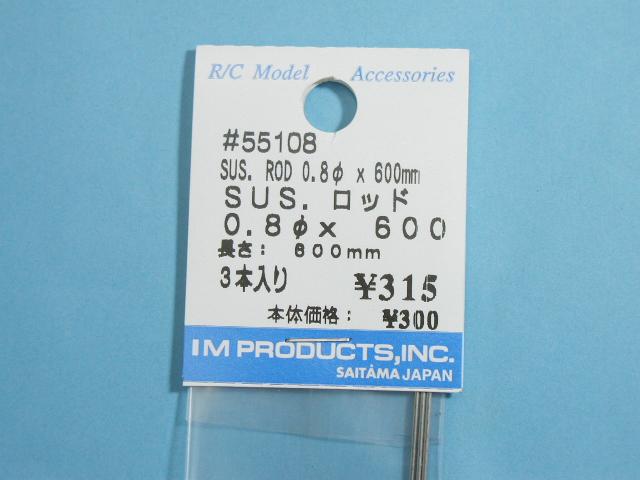 R/C Model Accessories
#55108
SUS. ROD 0.8φ x 600mm
SUS. ロッド
0.8φx 600
長さ: 600mm
3本入り ¥315
本体価格: ¥300
IM PRODUCTS,INC.
SAITAMA JAPAN